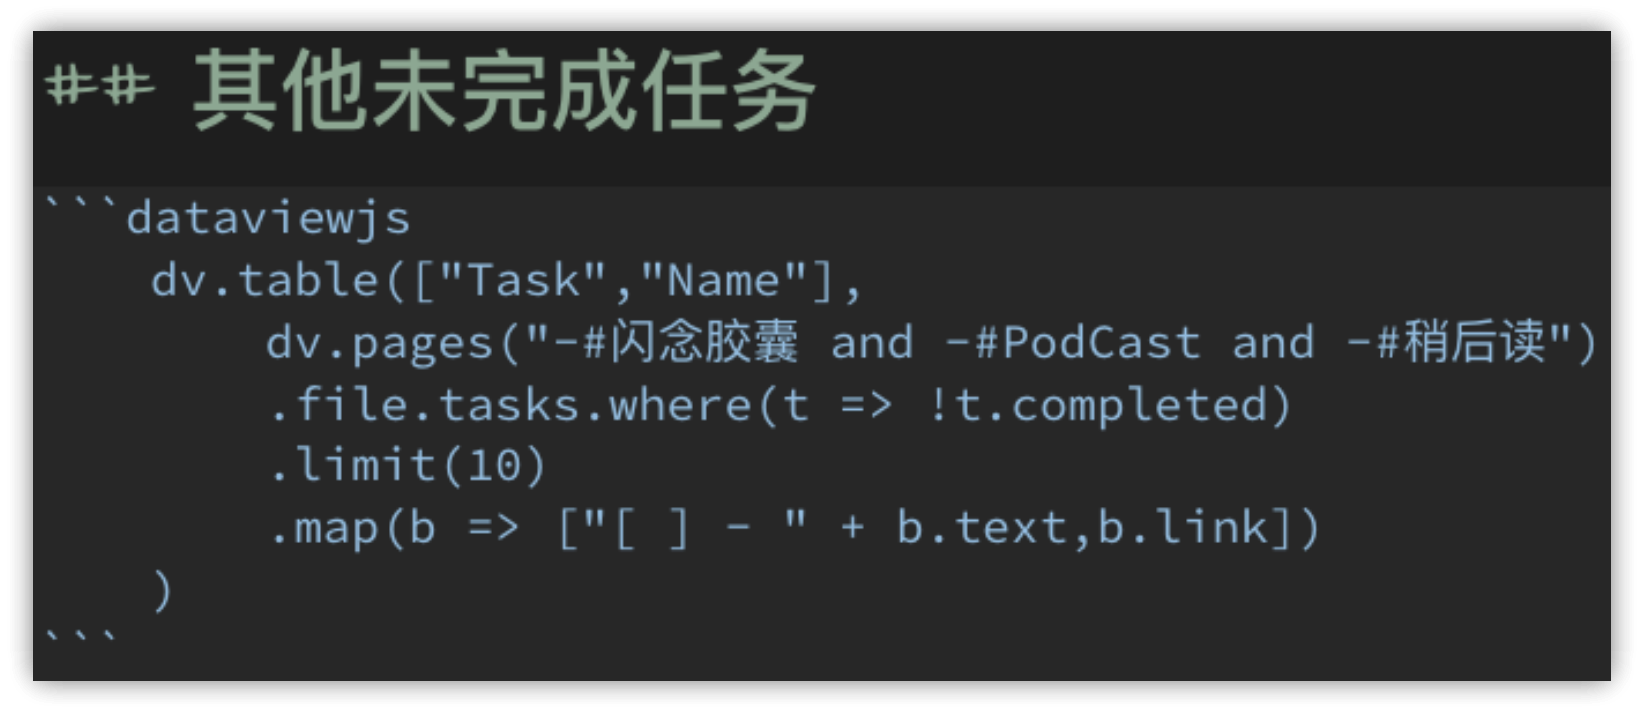 ## 其他未完成任务
```dataviewjs
dv.table(["Task","Name"],
dv.pages("-#闪念胶囊 and -#PodCast and -#稍后读")
.file.tasks.where(t => !t.completed)
.limit(10)
.map(b => ["[ ] - " + b.text,b.link])
)
```